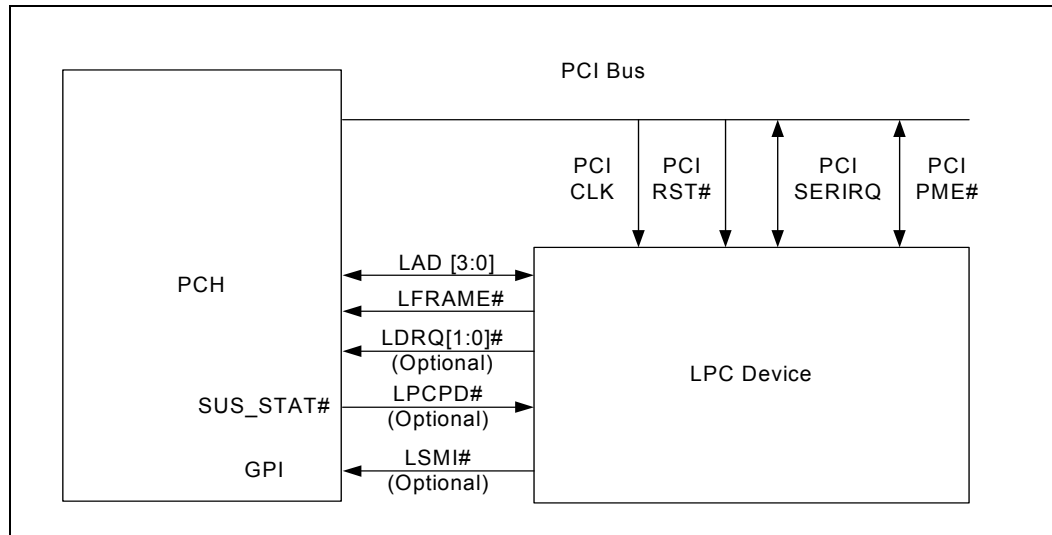 PCI Bus
PCI
CLK
PCI
RST#
PCI
SERIRQ
PCI
PME#
PCH
LAD [3:0]
LFRAME#
LDRQ[1:0]#
(Optional)
SUS_STAT#
LPCPD#
(Optional)
GPI
LSMI#
(Optional)
LPC Device